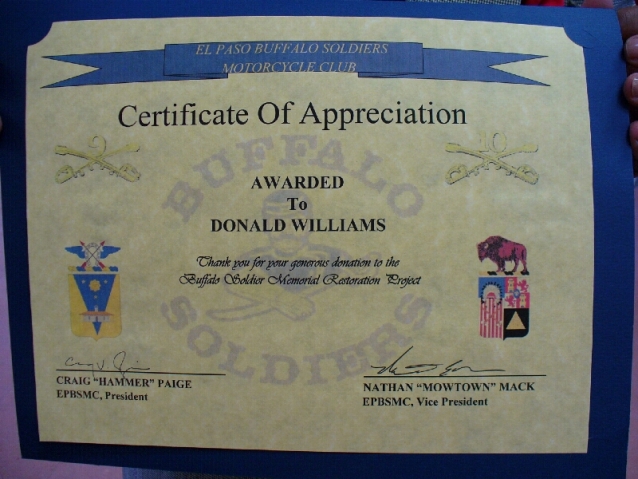 EL PASO BUFFALO SOLDIERS
MOTORCYCLE CLUB
Certificate Of Appreciation
9
10
BUFFALO
AWARDED
To
DONALD WILLIAMS
Thank you for your generous donation to the
Buffalo Soldier Memorial Restoration Project
SOLDIERS
CRAIG "HAMMER" PAIGE
EPBSMC, President
NATHAN "MOWTOWN" MACK
EPBSMC, Vice President